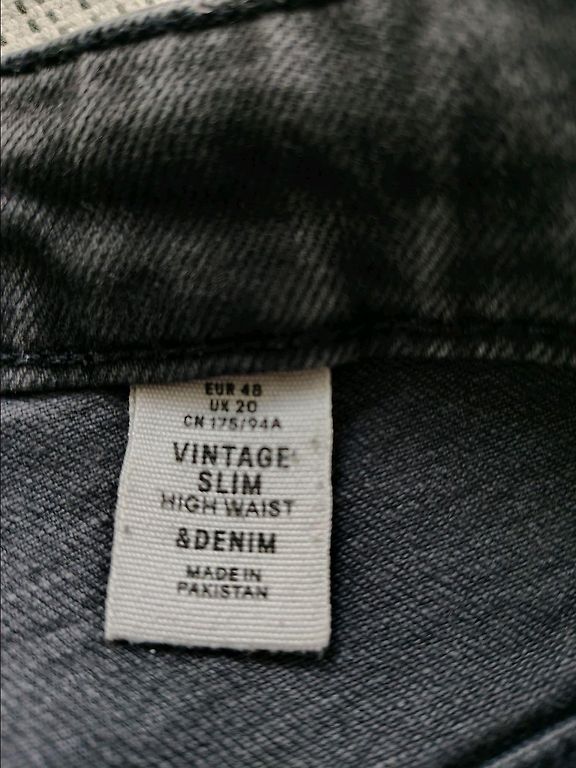 EUR 48
UK 20
CN 175/94A
VINTAGE
SLIM
HIGH WAIST
&DENIM
MADE IN
PAKISTAN